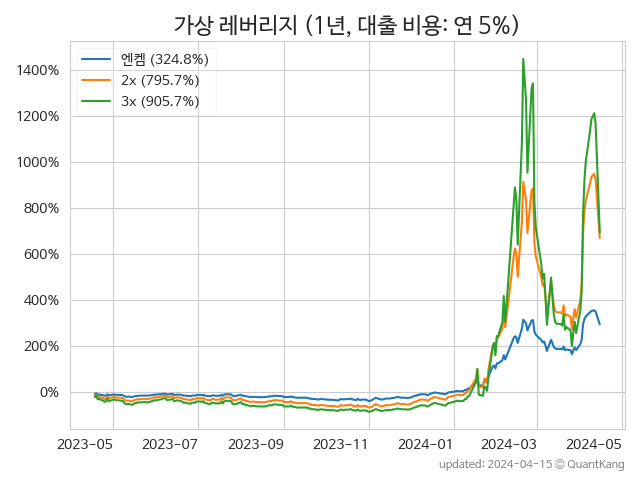 가상 레버리지 (1년, 대출 비용: 연 5%)
엔켐 (324.8%)
2x (795.7%)
3x (905.7%)
1400%
1200%
1000%
800%
600%
400%
200%
0%
2023-05 2023-07 2023-09 2023-11 2024-01 2024-03 2024-05
updated: 2024-04-15 © QuantKang